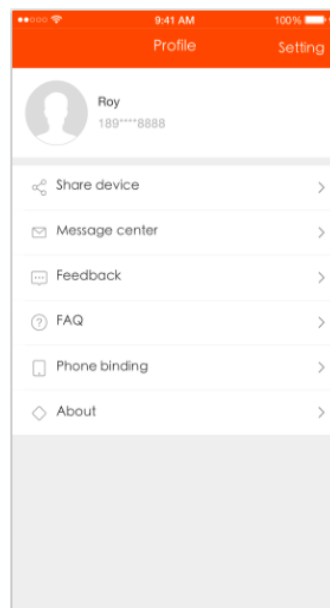 9:41 AM
100%
Profile
Setting
Roy
189****8888
Share device
Message center
Feedback
FAQ
Phone binding
About